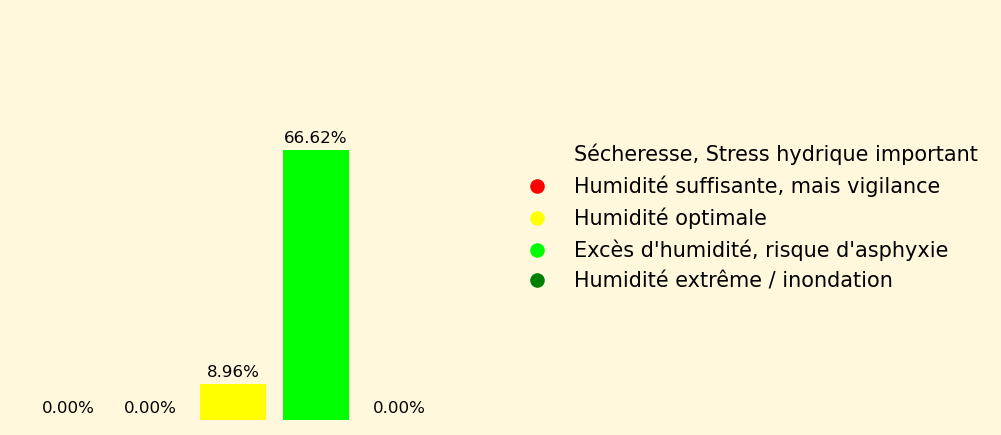 66.62%
8.96%
0.00%
0.00%
0.00%
Sécheresse, Stress hydrique important
Humidité suffisante, mais vigilance
Humidité optimale
Excès d'humidité, risque d'asphyxie
Humidité extrême / inondation